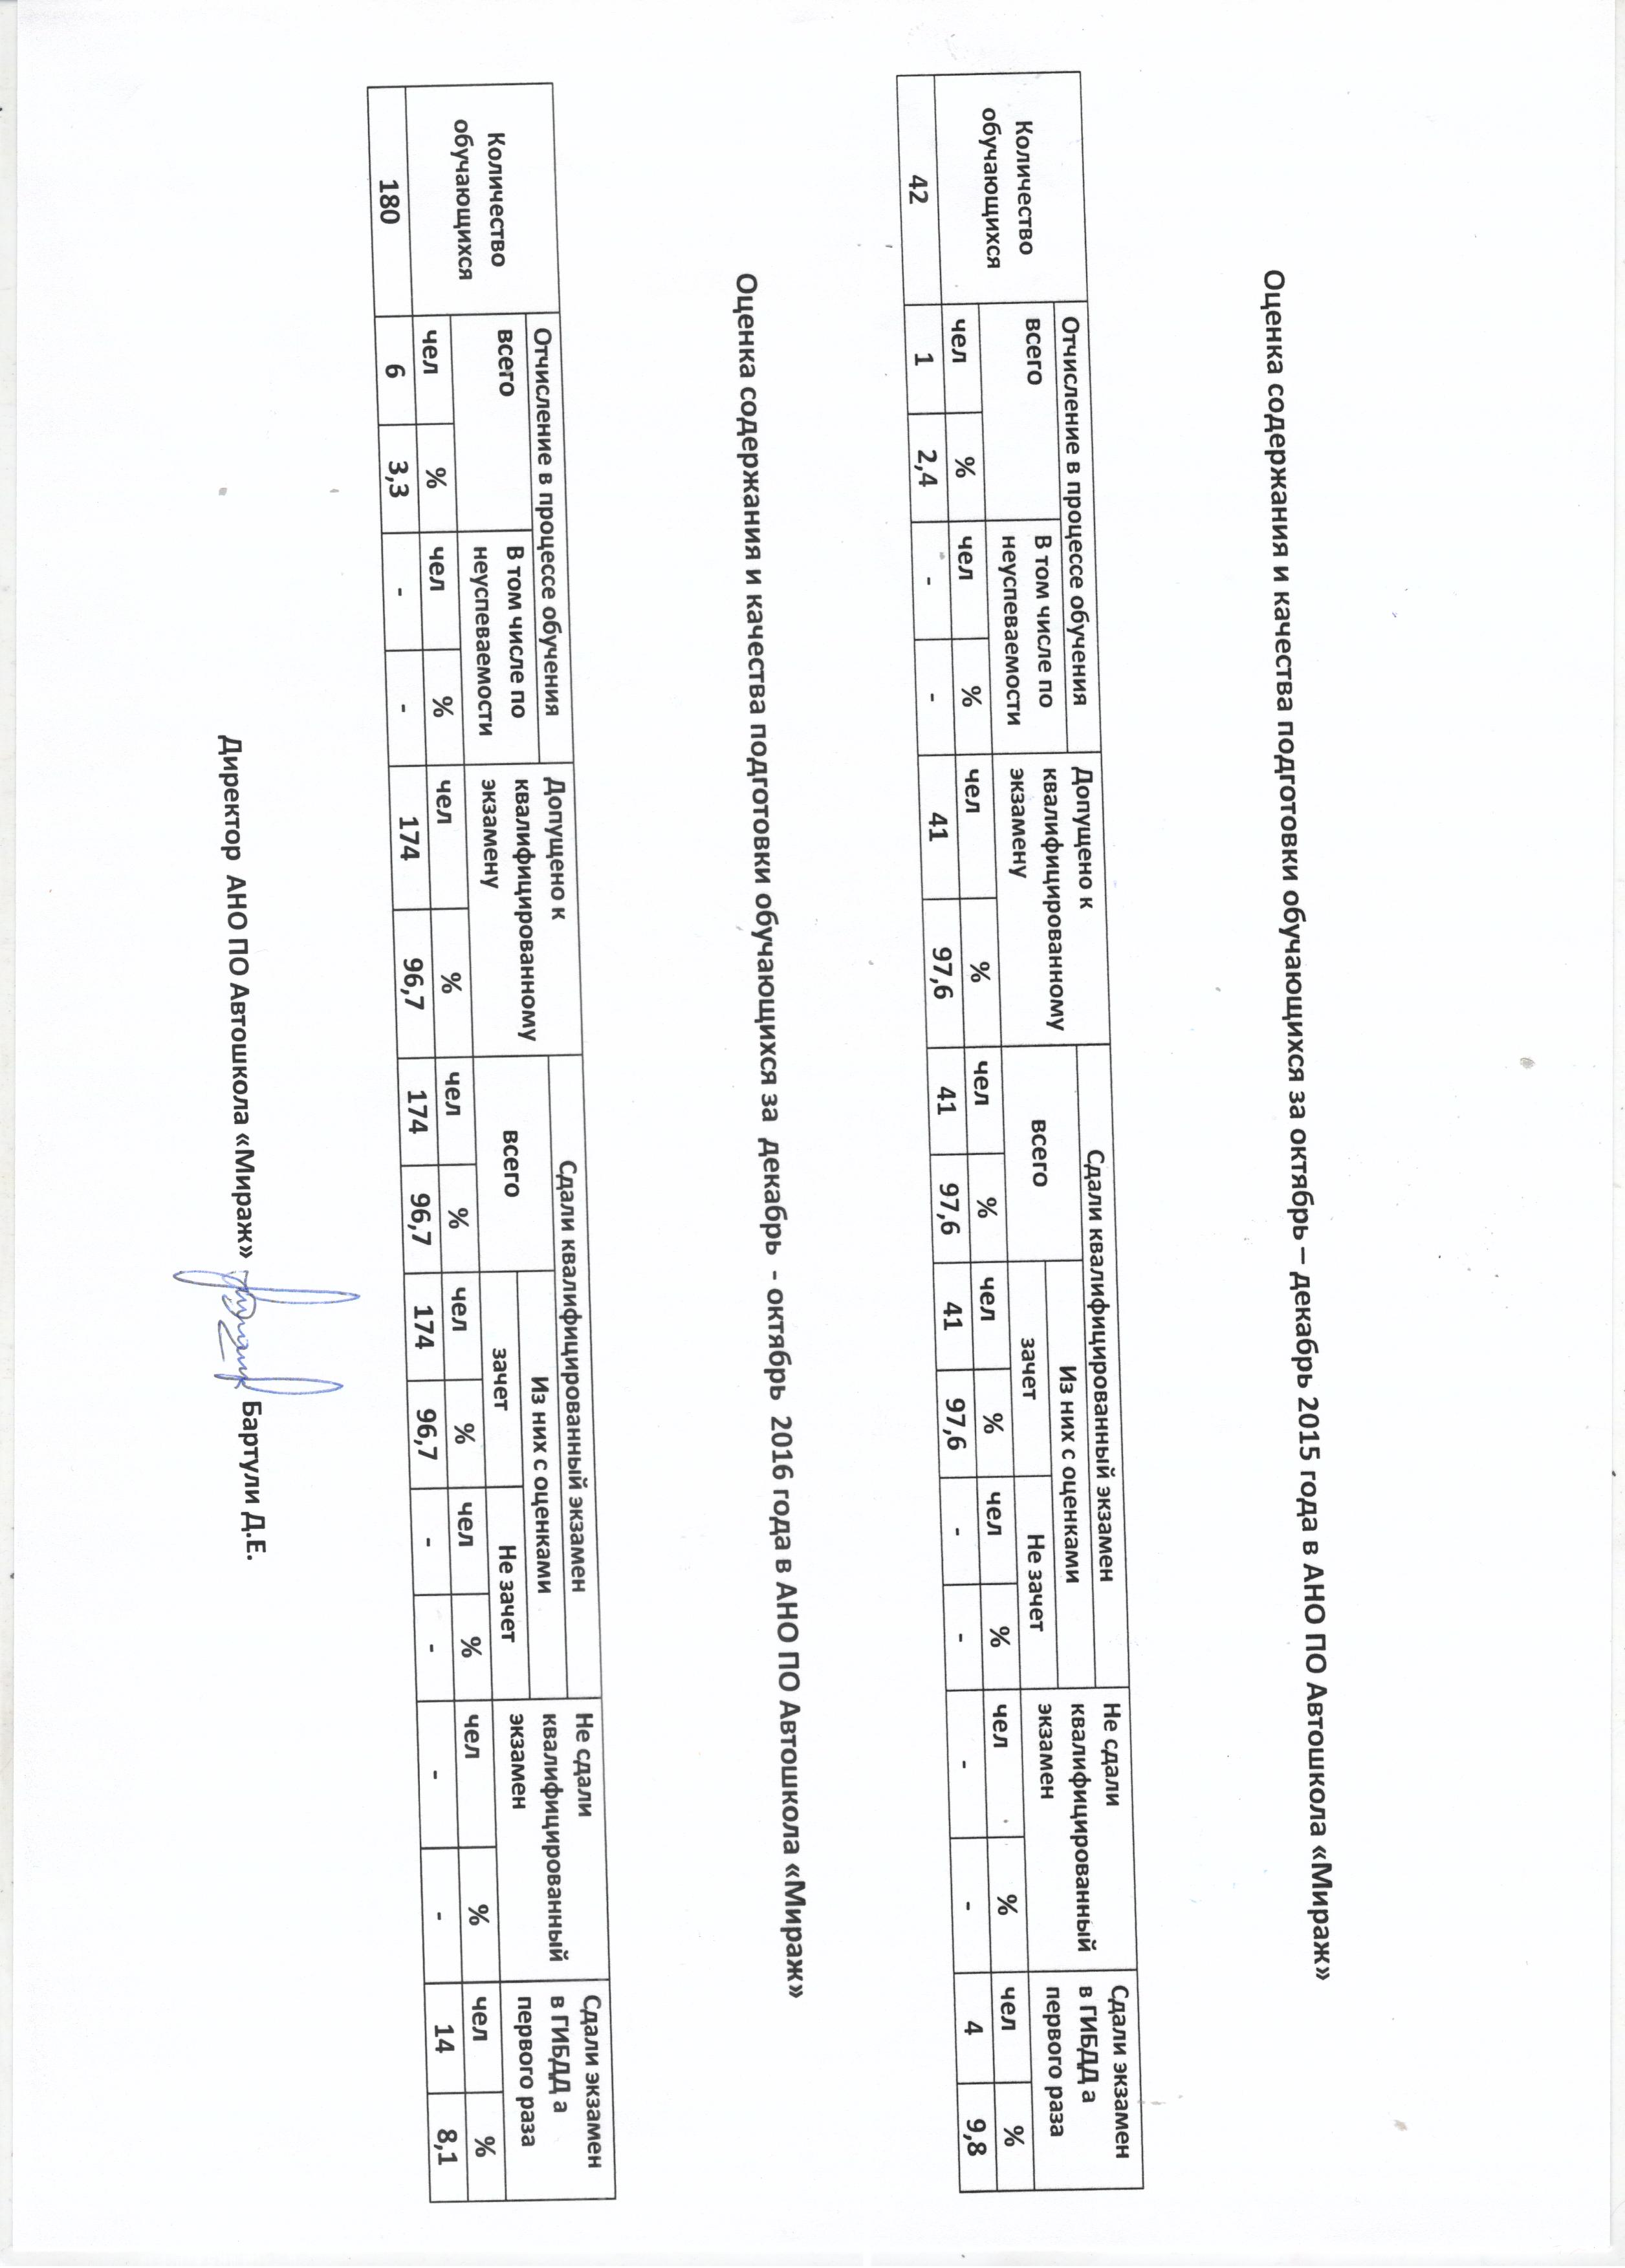 Оценка содержания и качества подготовки обучающихся за октябрь – декабрь 2015 года в АНО ПО Автошкола «Мираж»
Количество обучающихся
Отчисление в процессе обучения
Допущено к квалифицированному экзамену
Сдали квалифицированный экзамен
Не сдали квалифицированный экзамен
Сдали экзамен в ГИБДД а первого раза
всего
В том числе по неуспеваемости
всего
Из них с оценками
зачет
Не зачет
чел % чел % чел % чел % чел % чел % чел % чел %
42 1 2,4 - - 41 97,6 41 97,6 41 97,6 - - - - 4 9,8
Оценка содержания и качества подготовки обучающихся за декабрь - октябрь 2016 года в АНО ПО Автошкола «Мираж»
Количество обучающихся
Отчисление в процессе обучения
Допущено к квалифицированному экзамену
Сдали квалифицированный экзамен
Не сдали квалифицированный экзамен
Сдали экзамен в ГИБДД а первого раза
всего
В том числе по неуспеваемости
всего
Из них с оценками
зачет
Не зачет
чел % чел % чел % чел % чел % чел % чел % чел %
180 6 3,3 - - 174 96,7 174 96,7 174 96,7 - - - - 14 8,1
Директор АНО ПО Автошкола «Мираж» Бартули Д.Е.